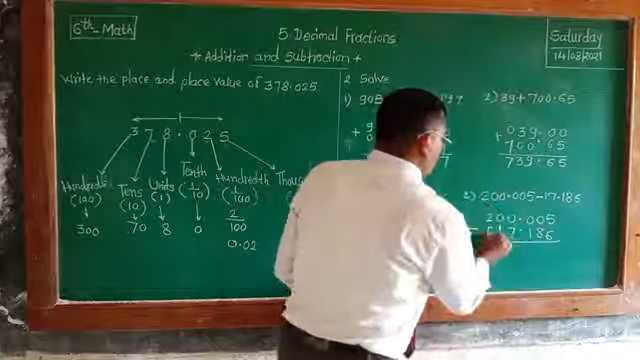 6th-Math
5. Decimal Fractions
* Addition and Subtraction *
Saturday
14/08/2021
Write the place and place value of 378.025
3 7 8 . 0 2 5
Hundreds Tens Units Tenth Hundredth Thous
(100) (10) (1) (1/10) (1/100)
300 70 8 0 2/100
0.02
2 Solve
1) 905
2) 39+700.65
039.00
+ 700.65
739.65
3) 200.005-17.186
200.005
- 017.186